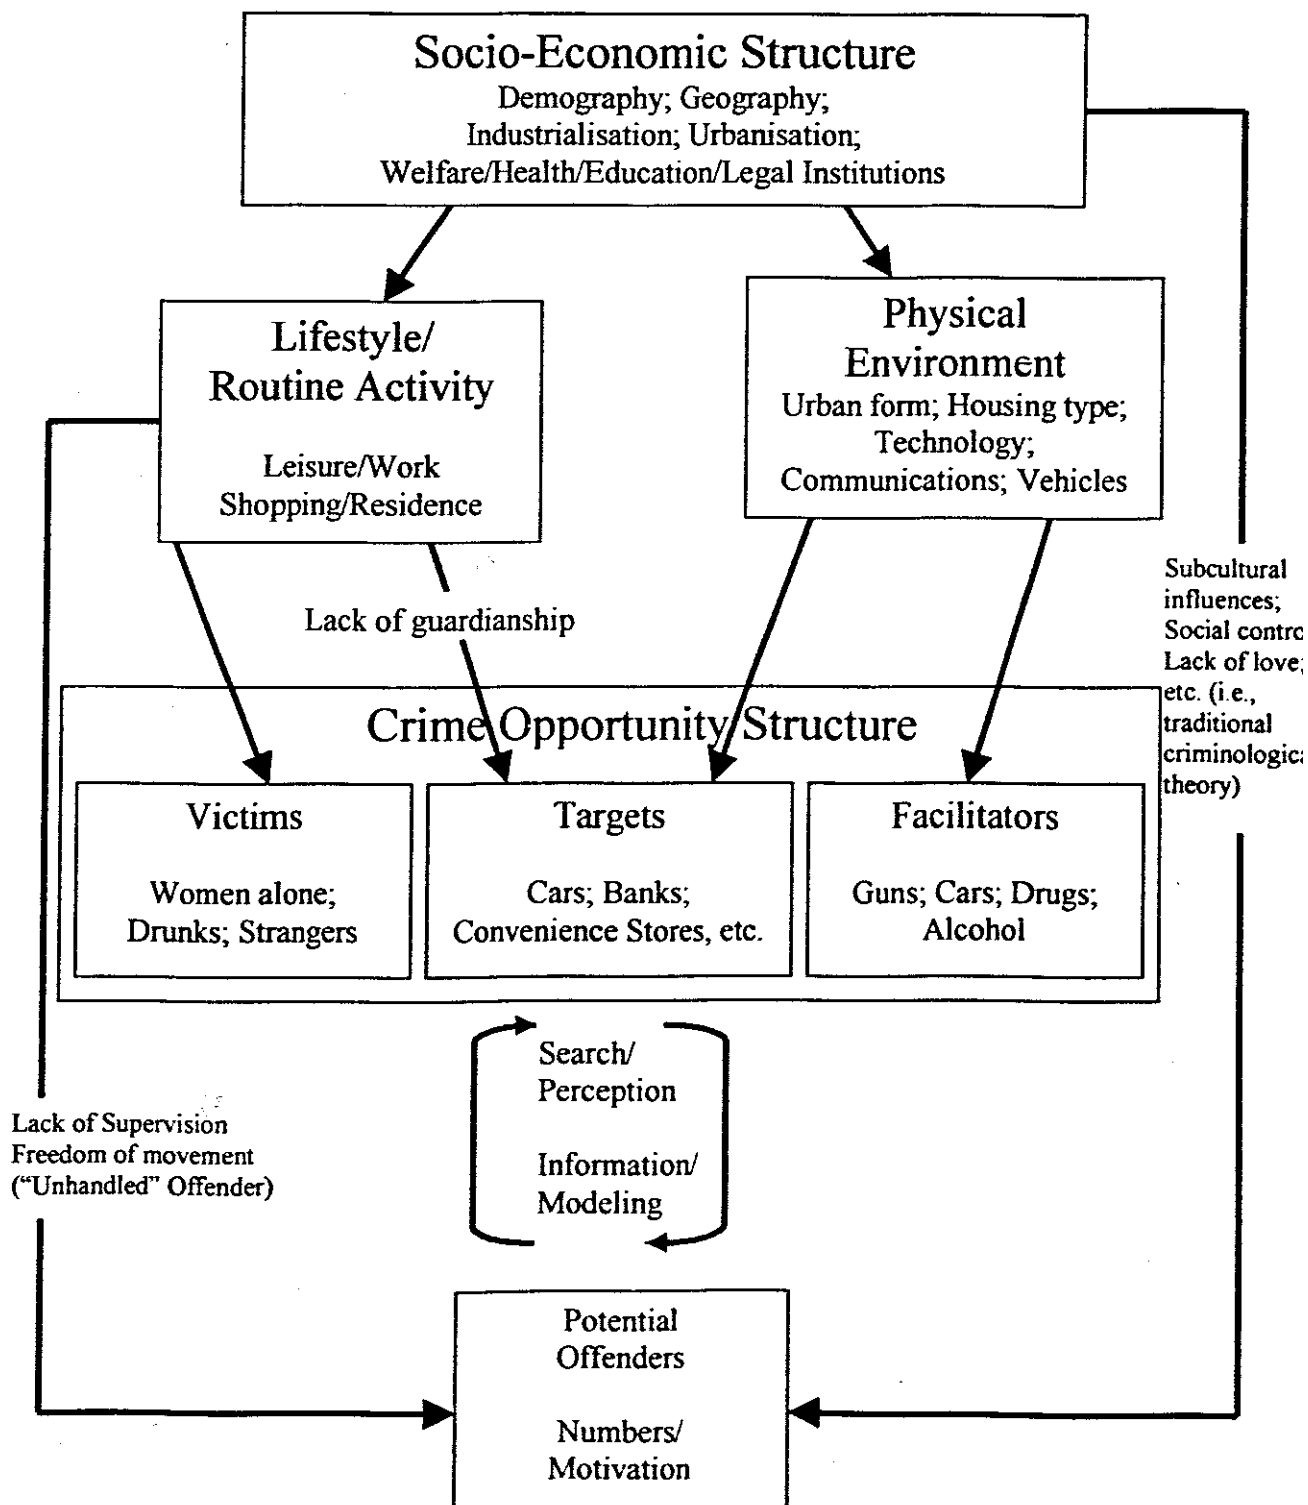 Socio-Economic Structure
Demography; Geography;
Industrialisation; Urbanisation;
Welfare/Health/Education/Legal Institutions
Lifestyle/
Routine Activity
Leisure/Work
Shopping/Residence
Physical
Environment
Urban form; Housing type;
Technology;
Communications; Vehicles
Lack of guardianship
Subcultural
influences;
Social contro
Lack of love;
etc. (i.e.,
traditional
criminologica
theory)
Crime Opportunity Structure
Victims
Women alone;
Drunks; Strangers
Targets
Cars; Banks;
Convenience Stores, etc.
Facilitators
Guns; Cars; Drugs;
Alcohol
Search/
Perception
Information/
Modeling
Lack of Supervision
Freedom of movement
("Unhandled" Offender)
Potential
Offenders
Numbers/
Motivation